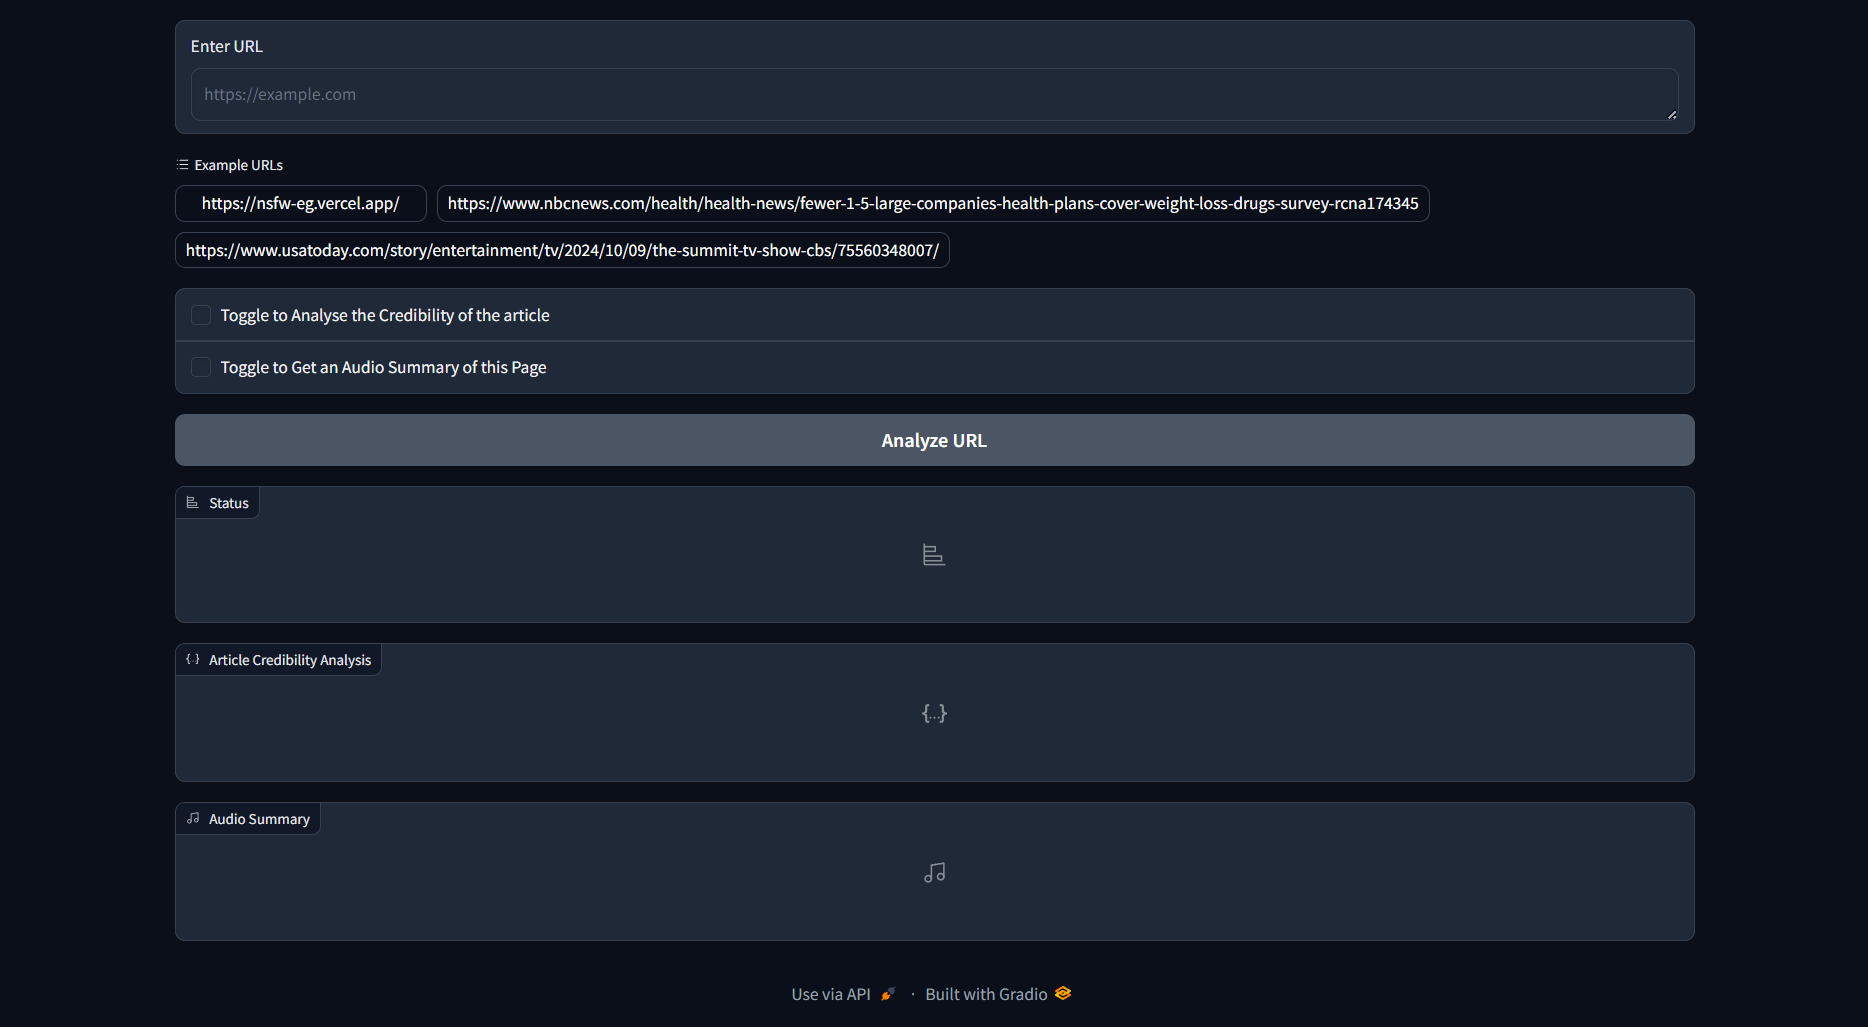 Enter URL
https://example.com
Example URLs
https://nsfw-eg.vercel.app/
https://www.nbcnews.com/health/health-news/fewer-1-5-large-companies-health-plans-cover-weight-loss-drugs-survey-rcna174345
https://www.usatoday.com/story/entertainment/tv/2024/10/09/the-summit-tv-show-cbs/75560348007/
Toggle to Analyse the Credibility of the article
Toggle to Get an Audio Summary of this Page
Analyze URL
Status
Article Credibility Analysis
Audio Summary
Use via API · Built with Gradio